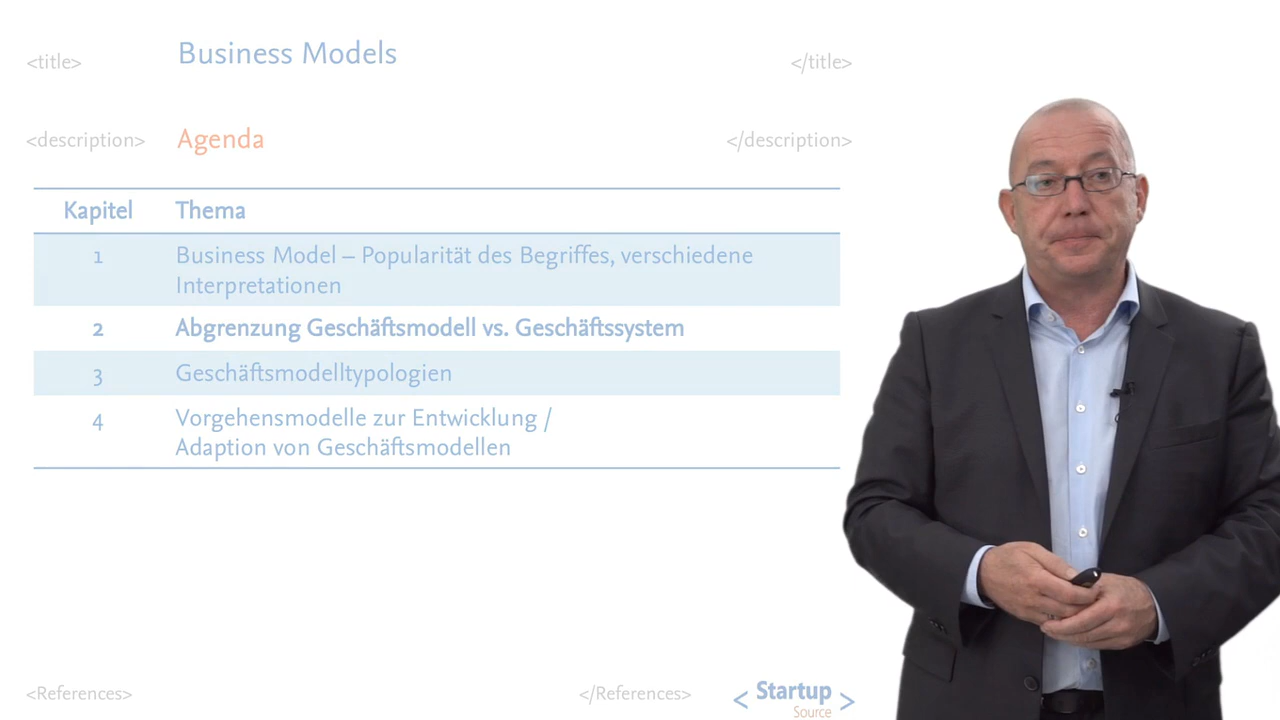 <title> Business Models </title>
<description> Agenda </description>
Kapitel Thema
1 Business Model – Popularität des Begriffes, verschiedene
Interpretationen
2 Abgrenzung Geschäftsmodell vs. Geschäftssystem
3 Geschäftsmodelltypologien
4 Vorgehensmodelle zur Entwicklung /
Adaption von Geschäftsmodellen
<References> </References> < Startup >
Source